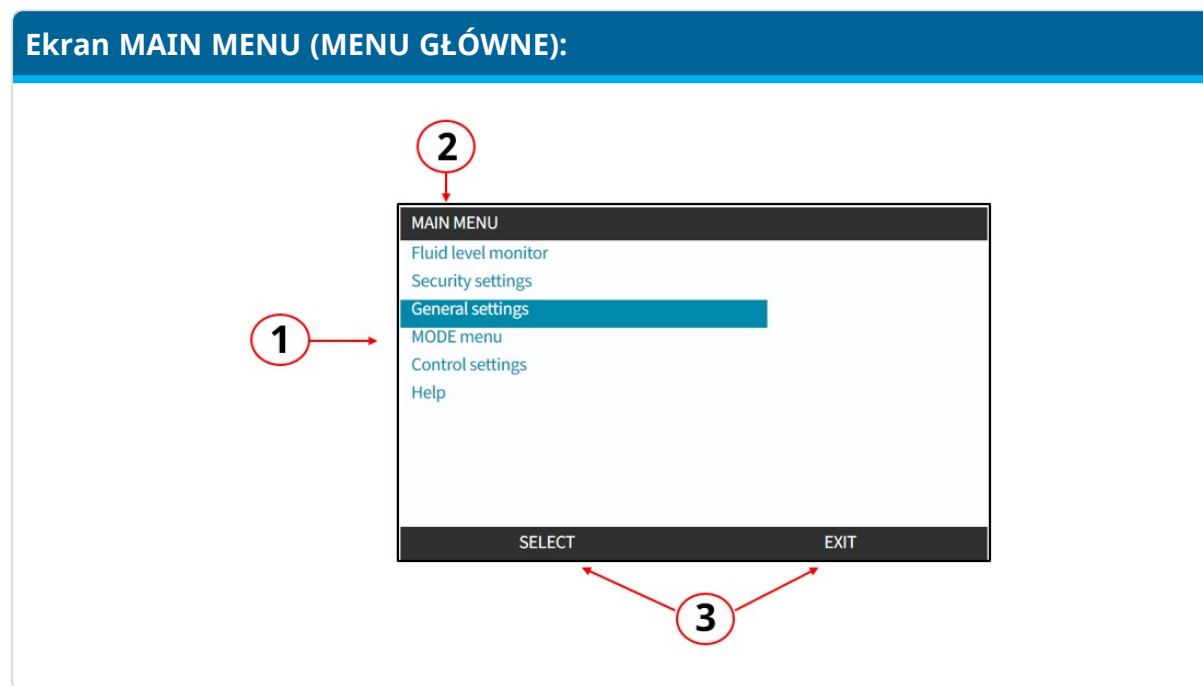 Ekran MAIN MENU (MENU GŁÓWNE):
2
MAIN MENU
Fluid level monitor
Security settings
General settings
1
MODE menu
Control settings
Help
SELECT EXIT
3